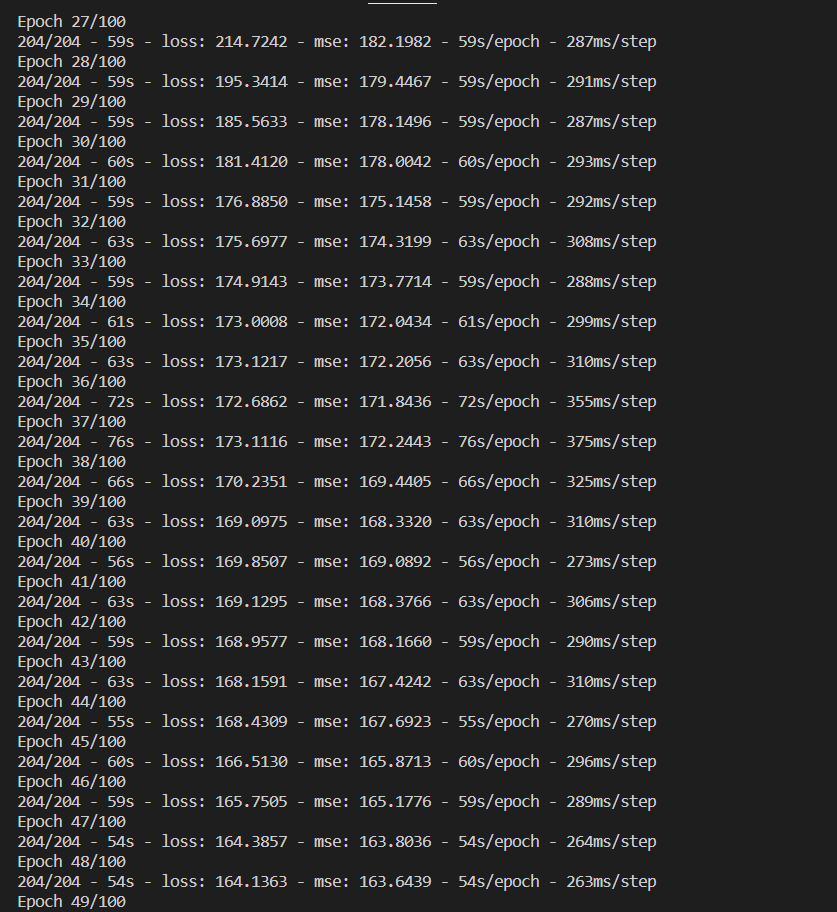 Epoch 27/100
204/204 - 59s - loss: 214.7242 - mse: 182.1982 - 59s/epoch - 287ms/step
Epoch 28/100
204/204 - 59s - loss: 195.3414 - mse: 179.4467 - 59s/epoch - 291ms/step
Epoch 29/100
204/204 - 59s - loss: 185.5633 - mse: 178.1496 - 59s/epoch - 287ms/step
Epoch 30/100
204/204 - 60s - loss: 181.4120 - mse: 178.0042 - 60s/epoch - 293ms/step
Epoch 31/100
204/204 - 59s - loss: 176.8850 - mse: 175.1458 - 59s/epoch - 292ms/step
Epoch 32/100
204/204 - 63s - loss: 175.6977 - mse: 174.3199 - 63s/epoch - 308ms/step
Epoch 33/100
204/204 - 59s - loss: 174.9143 - mse: 173.7714 - 59s/epoch - 288ms/step
Epoch 34/100
204/204 - 61s - loss: 173.0008 - mse: 172.0434 - 61s/epoch - 299ms/step
Epoch 35/100
204/204 - 63s - loss: 173.1217 - mse: 172.2056 - 63s/epoch - 310ms/step
Epoch 36/100
204/204 - 72s - loss: 172.6862 - mse: 171.8436 - 72s/epoch - 355ms/step
Epoch 37/100
204/204 - 76s - loss: 173.1116 - mse: 172.2443 - 76s/epoch - 375ms/step
Epoch 38/100
204/204 - 66s - loss: 170.2351 - mse: 169.4405 - 66s/epoch - 325ms/step
Epoch 39/100
204/204 - 63s - loss: 169.0975 - mse: 168.3320 - 63s/epoch - 310ms/step
Epoch 40/100
204/204 - 56s - loss: 169.8507 - mse: 169.0892 - 56s/epoch - 273ms/step
Epoch 41/100
204/204 - 63s - loss: 169.1295 - mse: 168.3766 - 63s/epoch - 306ms/step
Epoch 42/100
204/204 - 59s - loss: 168.9577 - mse: 168.1660 - 59s/epoch - 290ms/step
Epoch 43/100
204/204 - 63s - loss: 168.1591 - mse: 167.4242 - 63s/epoch - 310ms/step
Epoch 44/100
204/204 - 55s - loss: 168.4309 - mse: 167.6923 - 55s/epoch - 270ms/step
Epoch 45/100
204/204 - 60s - loss: 166.5130 - mse: 165.8713 - 60s/epoch - 296ms/step
Epoch 46/100
204/204 - 59s - loss: 165.7505 - mse: 165.1776 - 59s/epoch - 289ms/step
Epoch 47/100
204/204 - 54s - loss: 164.3857 - mse: 163.8036 - 54s/epoch - 264ms/step
Epoch 48/100
204/204 - 54s - loss: 164.1363 - mse: 163.6439 - 54s/epoch - 263ms/step
Epoch 49/100